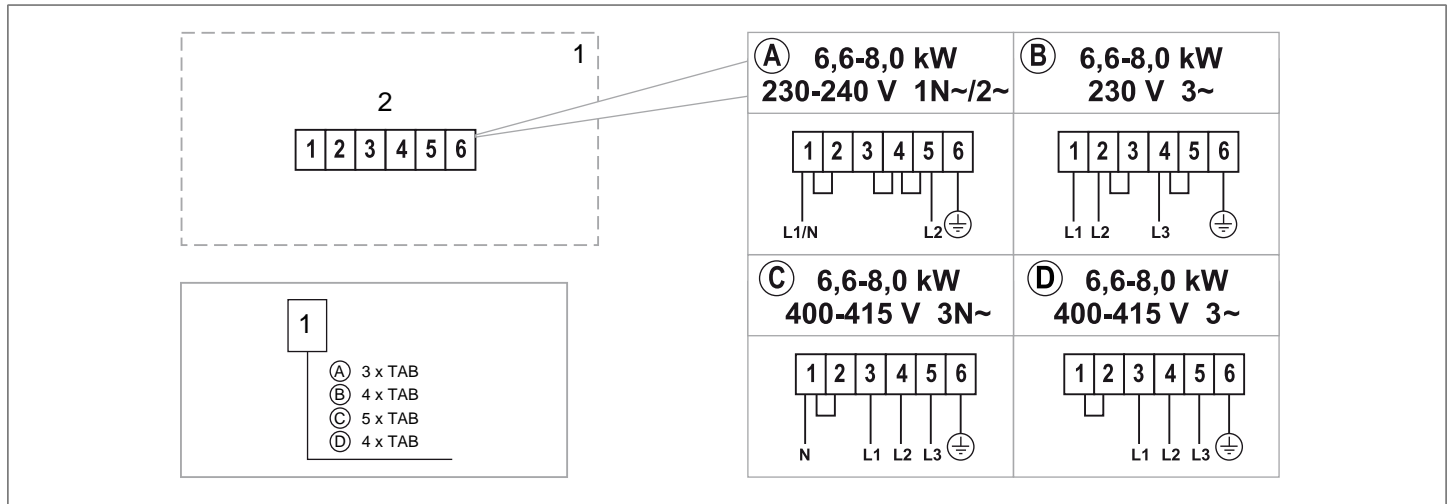 1
2
1 2 3 4 5 6
1
Ⓐ 3 x TAB
Ⓑ 4 x TAB
Ⓒ 5 x TAB
Ⓓ 4 x TAB
Ⓐ 6,6-8,0 kW
230-240 V 1N~/2~
1 2 3 4 5 6
L1/N L2
Ⓑ 6,6-8,0 kW
230 V 3~
1 2 3 4 5 6
L1 L2 L3
Ⓒ 6,6-8,0 kW
400-415 V 3N~
1 2 3 4 5 6
N L1 L2 L3
Ⓓ 6,6-8,0 kW
400-415 V 3~
1 2 3 4 5 6
L1 L2 L3